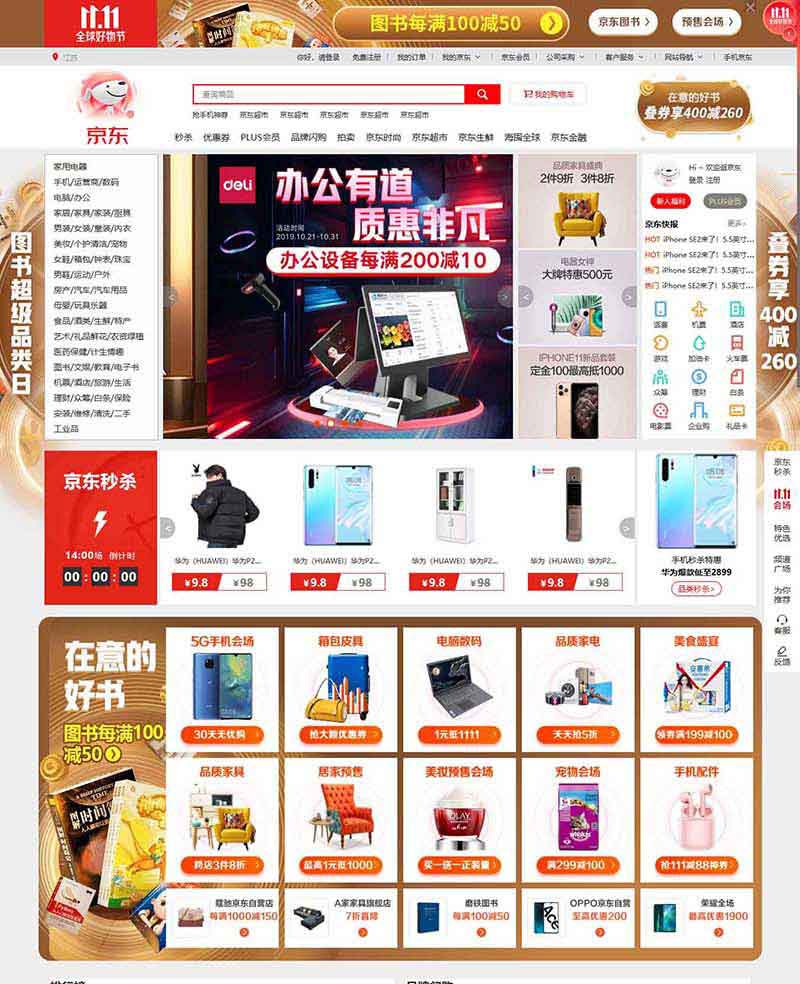 11.11
全球好物节
图书每满100减50
京东图书 >
预售会场 >
11.11
江苏
你好，请登录 免费注册 | 我的订单 | 我的京东 | 京东会员 | 公司采购 | 客户服务 | 网站导航 | 手机京东
京东
搜索商品
我的购物车
抢手机神券 京东超市 京东超市 京东超市 京东超市 京东超市
秒杀 优惠券 PLUS会员 品牌闪购 拍卖 京东时尚 京东超市 京东生鲜 海囤全球 京东金融
在意的好书
叠券享400减260
图书超级品类日
叠券享400减260
家用电器
手机/运营商/数码
电脑/办公
家居/家具/家装/厨具
男装/女装/童装/内衣
美妆/个护清洁/宠物
女鞋/箱包/钟表/珠宝
男鞋/运动/户外
房产/汽车/汽车用品
母婴/玩具乐器
食品/酒类/生鲜/特产
艺术/礼品鲜花/农资绿植
医药保健/计生情趣
图书/文娱/教育/电子书
机票/酒店/旅游/生活
理财/众筹/白条/保险
安装/维修/清洗/二手
工业品
deli
办公有道
质惠非凡
活动时间
2019.10.21-10.31
办公设备每满200减10
品质家具盛典
2件9折 3件8折
电器女神
大牌特惠500元
IPHONE11新品套装
定金100最高抵1000
Hi ~ 欢迎逛京东
登录 注册
新人福利
PLUS会员
京东快报
更多>
HOT iPhone SE2来了！5.5英寸...
HOT iPhone SE2来了！5.5英寸...
热门 iPhone SE2来了！5.5英寸...
热门 iPhone SE2来了！5.5英寸...
话费 机票 酒店
游戏 加油卡 火车票
众筹 理财 白条
电影票 企业购 礼品卡
京东秒杀
14:00场 倒计时
00 : 00 : 00
华为（HUAWEI）华为P2...
¥9.8 ¥98
华为（HUAWEI）华为P2...
¥9.8 ¥98
华为（HUAWEI）华为P2...
¥9.8 ¥98
华为（HUAWEI）华为P2...
¥9.8 ¥98
手机秒杀特惠
华为爆款低至2899
品类秒杀>
京东秒杀
11.11
会场
特色优选
频道广场
为你推荐
客服
反馈
在意的
好书
图书每满100
减50
5G手机会场
30天无忧购 >
箱包皮具
抢大额优惠券 >
电脑数码
1元抵1111 >
品质家电
天天抢5折 >
美食盛宴
领券满199减100
品质家具
跨店3件8折 >
居家预售
最高1元抵1000 >
美妆预售会场
OLAY
买一送一正装量 >
宠物会场
whiskas
满299减100 >
手机配件
抢111减88神券 >
蔻驰京东自营店
每满1000减150
A家家具旗舰店
7折直降
磨铁图书
每满100减50
OPPO京东自营
至高优惠200
荣耀全场
最高优惠1900